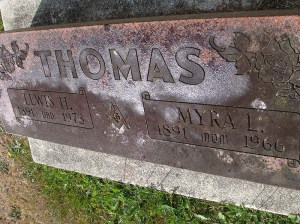 THOMAS
LEWIS H.
DAD 1973
MYRA L.
1891 MOM 1966